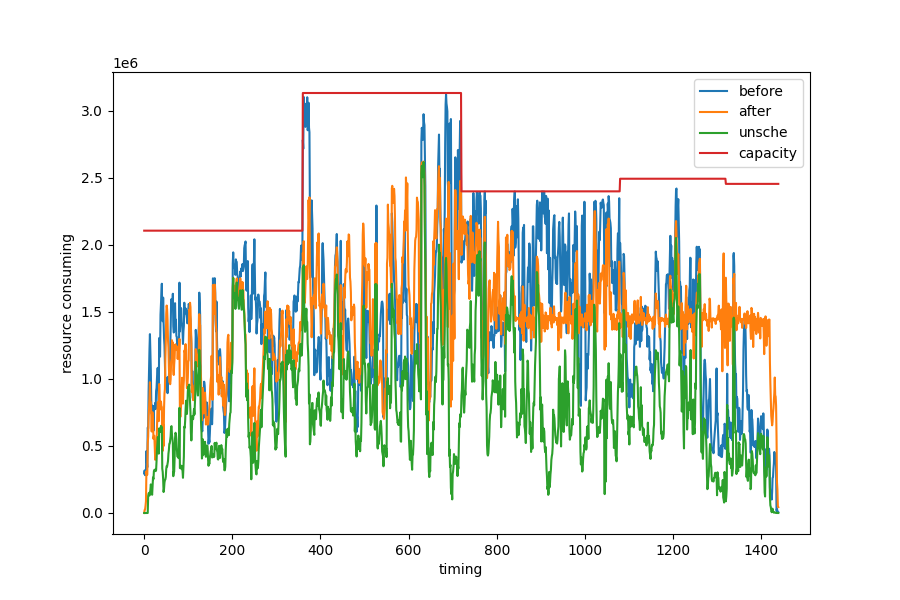 1e6
before
after
unsche
capacity
3.0
2.5
2.0
1.5
1.0
0.5
0.0
resource consuming
0 200 400 600 800 1000 1200 1400
timing